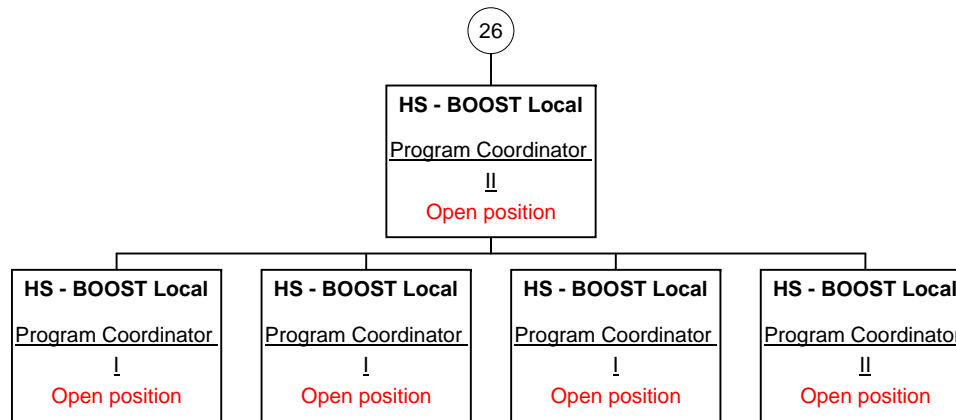 26
HS - BOOST Local
Program Coordinator
II
Open position
HS - BOOST Local
Program Coordinator
I
Open position
HS - BOOST Local
Program Coordinator
I
Open position
HS - BOOST Local
Program Coordinator
I
Open position
HS - BOOST Local
Program Coordinator
II
Open position